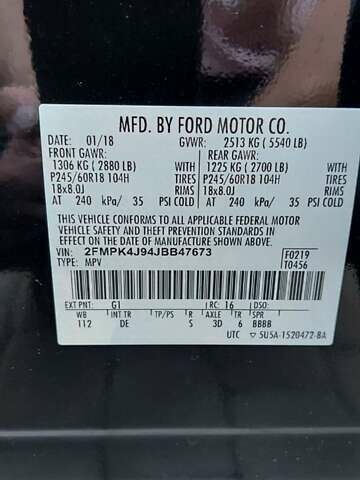 MFD. BY FORD MOTOR CO.
DATE: 01/18 GVWR: 2513 KG ( 5540 LB)
FRONT GAWR: REAR GAWR:
1306 KG ( 2880 LB) WITH 1225 KG ( 2700 LB) WITH
P245/60R18 104H TIRES P245/60R18 104H TIRES
18x8.0J RIMS 18x8.0J RIMS
AT 240 kPa/ 35 PSI COLD AT 240 kPa/ 35 PSI COLD
THIS VEHICLE CONFORMS TO ALL APPLICABLE FEDERAL MOTOR
VEHICLE SAFETY AND THEFT PREVENTION STANDARDS IN EFFECT ON THE DATE OF
MANUFACTURE SHOWN ABOVE.
VIN: 2FMPK4J94JBB47673 F0219
TYPE: MPV T0456
EXT PNT: G1 RC: 16 DSO:
WB INT TR TP/PS R AXLE TR SPR
112 DE S 3D 6 BBBB
UTC 5U5A-1520472-BA